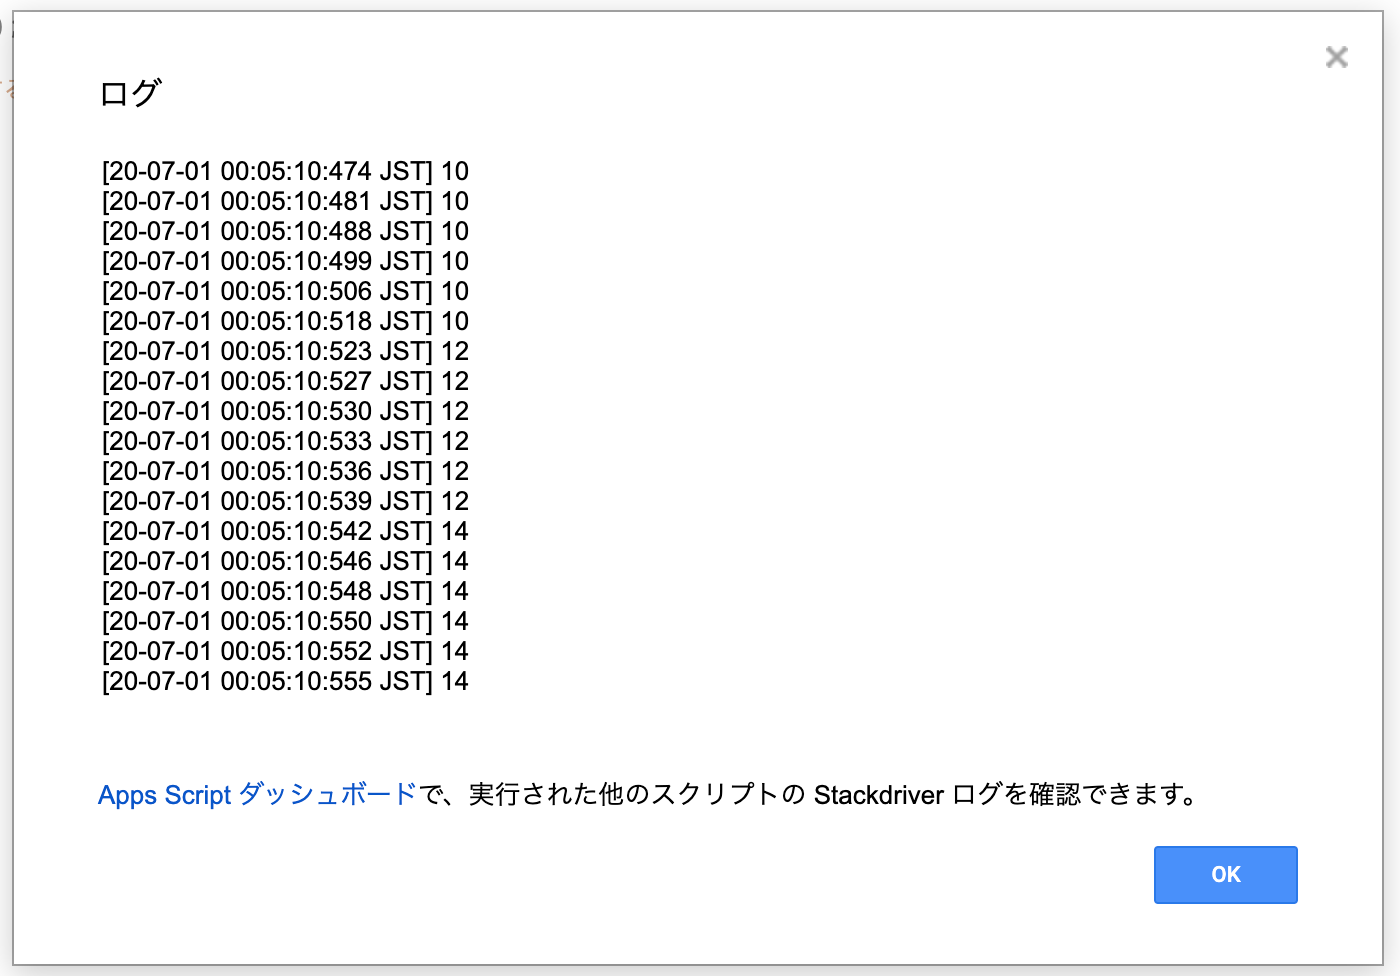 ログ
[20-07-01 00:05:10:474 JST] 10
[20-07-01 00:05:10:481 JST] 10
[20-07-01 00:05:10:488 JST] 10
[20-07-01 00:05:10:499 JST] 10
[20-07-01 00:05:10:506 JST] 10
[20-07-01 00:05:10:518 JST] 10
[20-07-01 00:05:10:523 JST] 12
[20-07-01 00:05:10:527 JST] 12
[20-07-01 00:05:10:530 JST] 12
[20-07-01 00:05:10:533 JST] 12
[20-07-01 00:05:10:536 JST] 12
[20-07-01 00:05:10:539 JST] 12
[20-07-01 00:05:10:542 JST] 14
[20-07-01 00:05:10:546 JST] 14
[20-07-01 00:05:10:548 JST] 14
[20-07-01 00:05:10:550 JST] 14
[20-07-01 00:05:10:552 JST] 14
[20-07-01 00:05:10:555 JST] 14
Apps Script ダッシュボードで、実行された他のスクリプトの Stackdriver ログを確認できます。
OK